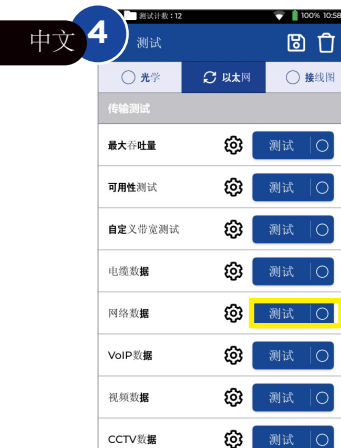 中文
4
测试计数:12
100% 10:58
测试
光学
以太网
接线图
传输测试
最大吞吐量
测试
可用性测试
测试
自定义带宽测试
测试
电缆数据
测试
网络数据
测试
VoIP数据
测试
视频数据
测试
CCTV数据
测试